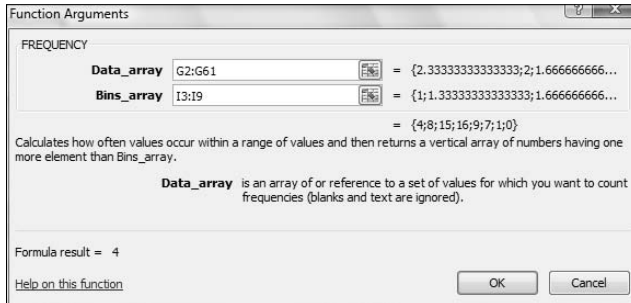 Function Arguments
FREQUENCY
Data_array G2:G61 = {2.33333333333333;2;1.666666666...
Bins_array I3:I9 = {1;1.33333333333333;1.666666666...
= {4;8;15;16;9;7;1;0}
Calculates how often values occur within a range of values and then returns a vertical array of numbers having one
more element than Bins_array.
Data_array is an array of or reference to a set of values for which you want to count
frequencies (blanks and text are ignored).
Formula result = 4
Help on this function OK Cancel